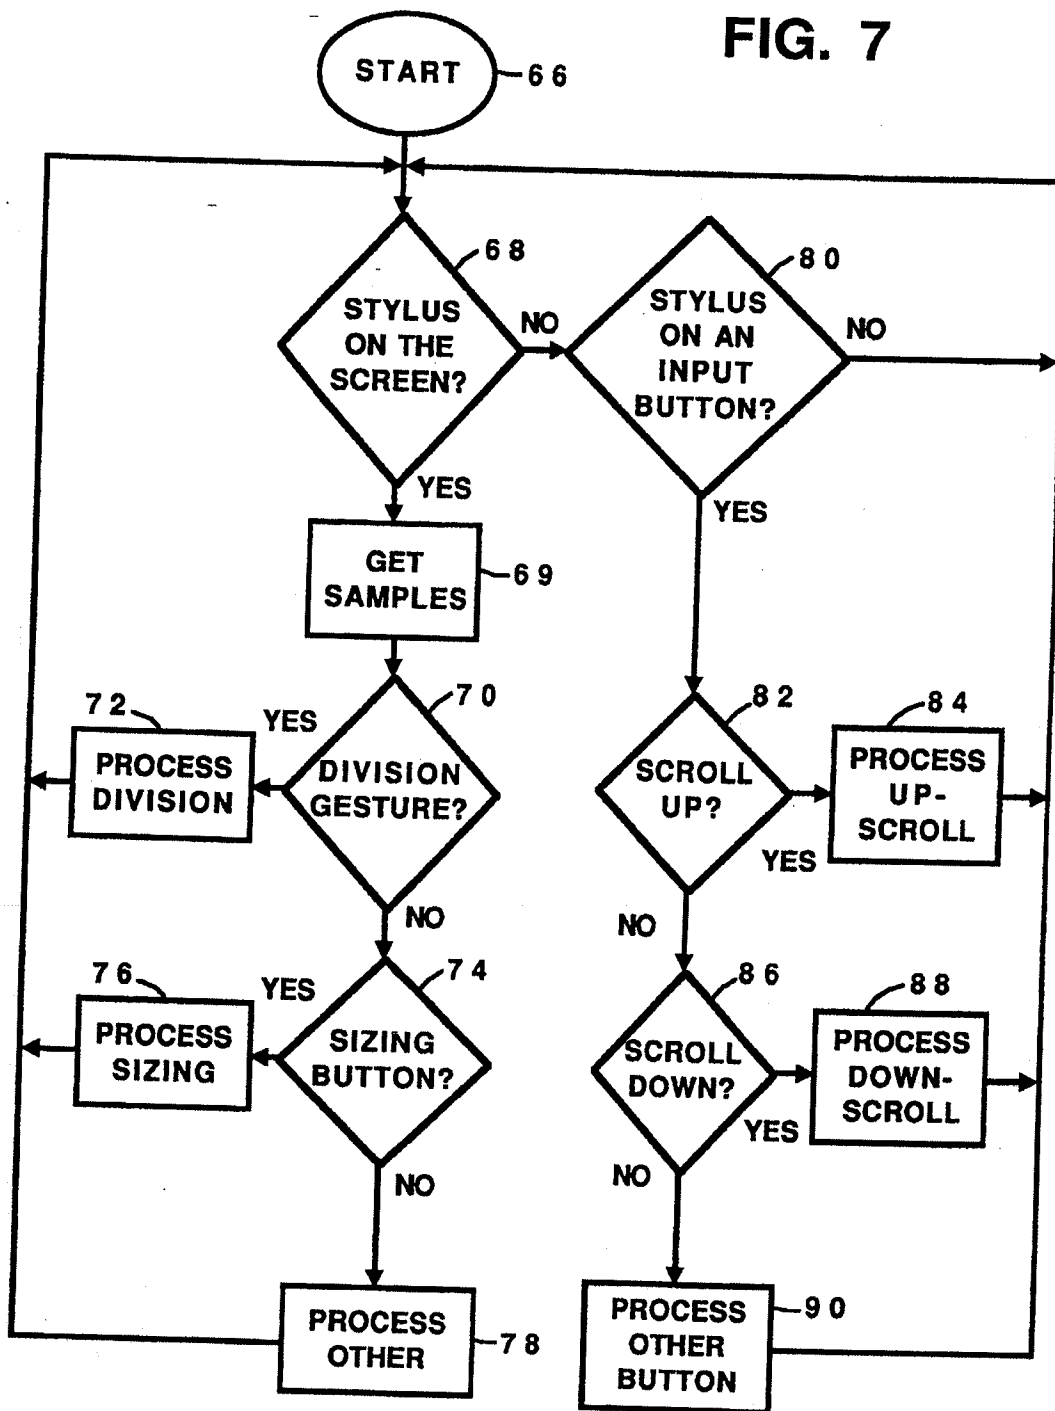 FIG. 7
START
66
68
STYLUS
ON THE
SCREEN?
NO
YES
80
STYLUS
ON AN
INPUT
BUTTON?
NO
YES
GET
SAMPLES
69
70
DIVISION
GESTURE?
YES
NO
72
PROCESS
DIVISION
82
SCROLL
UP?
YES
NO
84
PROCESS
UP-
SCROLL
74
SIZING
BUTTON?
YES
NO
76
PROCESS
SIZING
86
SCROLL
DOWN?
YES
NO
88
PROCESS
DOWN-
SCROLL
PROCESS
OTHER
78
PROCESS
OTHER
BUTTON
90